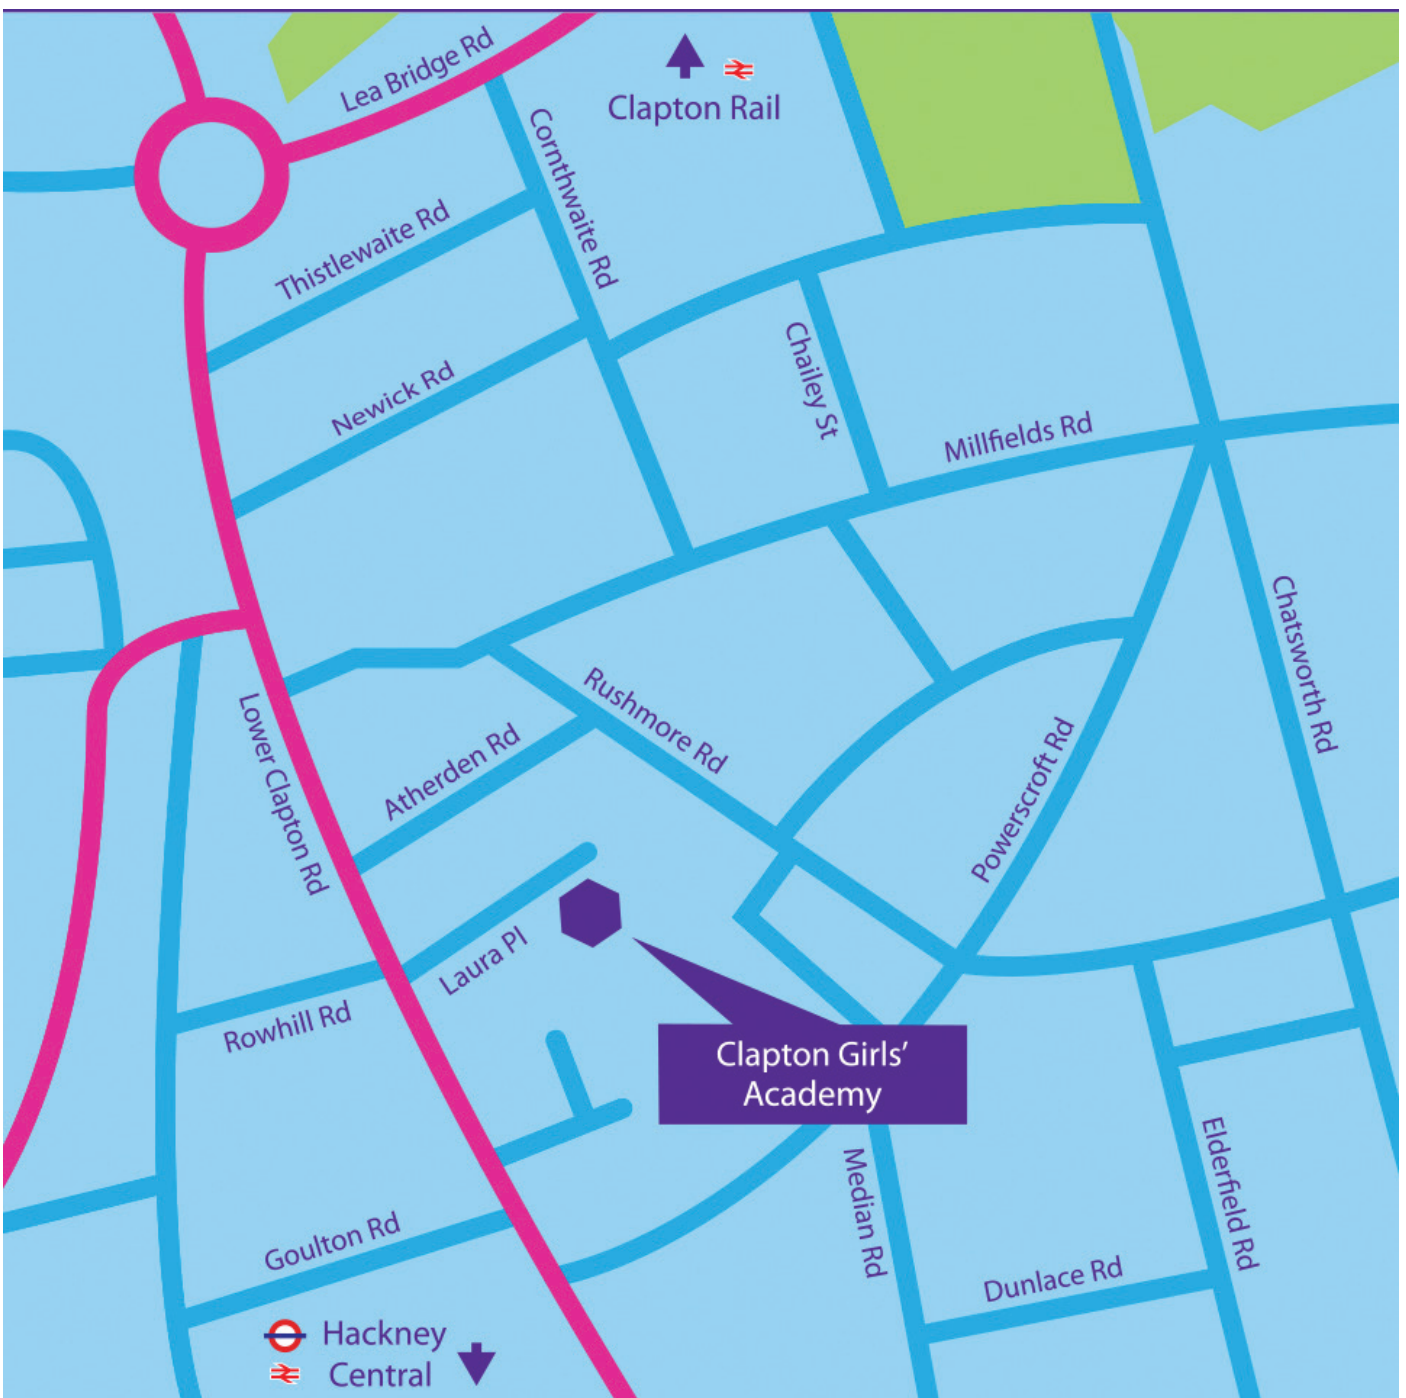 Lea Bridge Rd
Clapton Rail
Cornthwaite Rd
Thistlewaite Rd
Newick Rd
Chailey St
Millfields Rd
Chatsworth Rd
Rushmore Rd
Lower Clapton Rd
Atherden Rd
Powerscroft Rd
Laura Pl
Rowhill Rd
Clapton Girls’
Academy
Median Rd
Elderfield Rd
Goulton Rd
Dunlace Rd
Hackney
Central